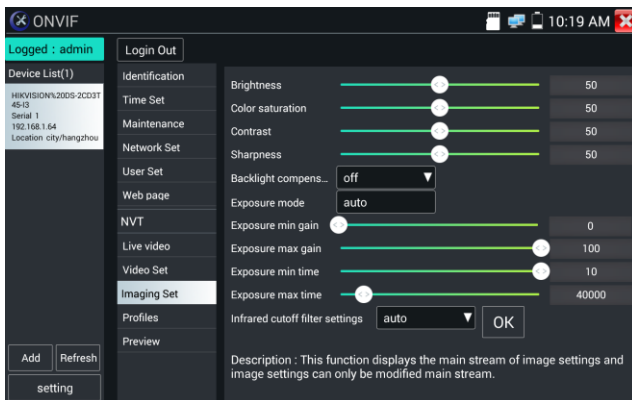 ONVIF
10:19 AM
Logged : admin
Login Out
Device List(1)
HIKVISION%20DS-2CD3T
45-I3
Serial 1
192.168.1.64
Location city/hangzhou
Identification
Time Set
Maintenance
Network Set
User Set
Web page
NVT
Live video
Video Set
Imaging Set
Profiles
Preview
Brightness 50
Color saturation 50
Contrast 50
Sharpness 50
Backlight compens... off
Exposure mode auto
Exposure min gain 0
Exposure max gain 100
Exposure min time 10
Exposure max time 40000
Infrared cutoff filter settings auto OK
Description : This function displays the main stream of image settings and
image settings can only be modified main stream.
Add Refresh
setting